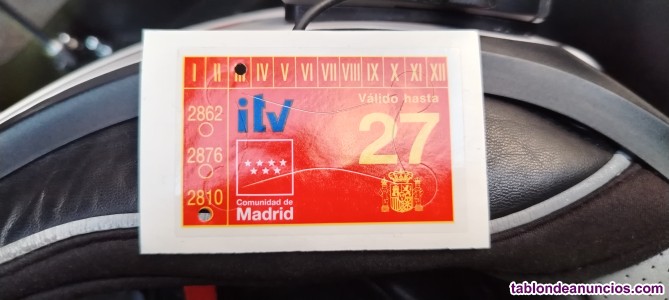 I II III IV V VI VII VIII IX X XI XII
Válido hasta
2862
itv
27
2876
2810
Comunidad de
Madrid
tablondeanuncios.com